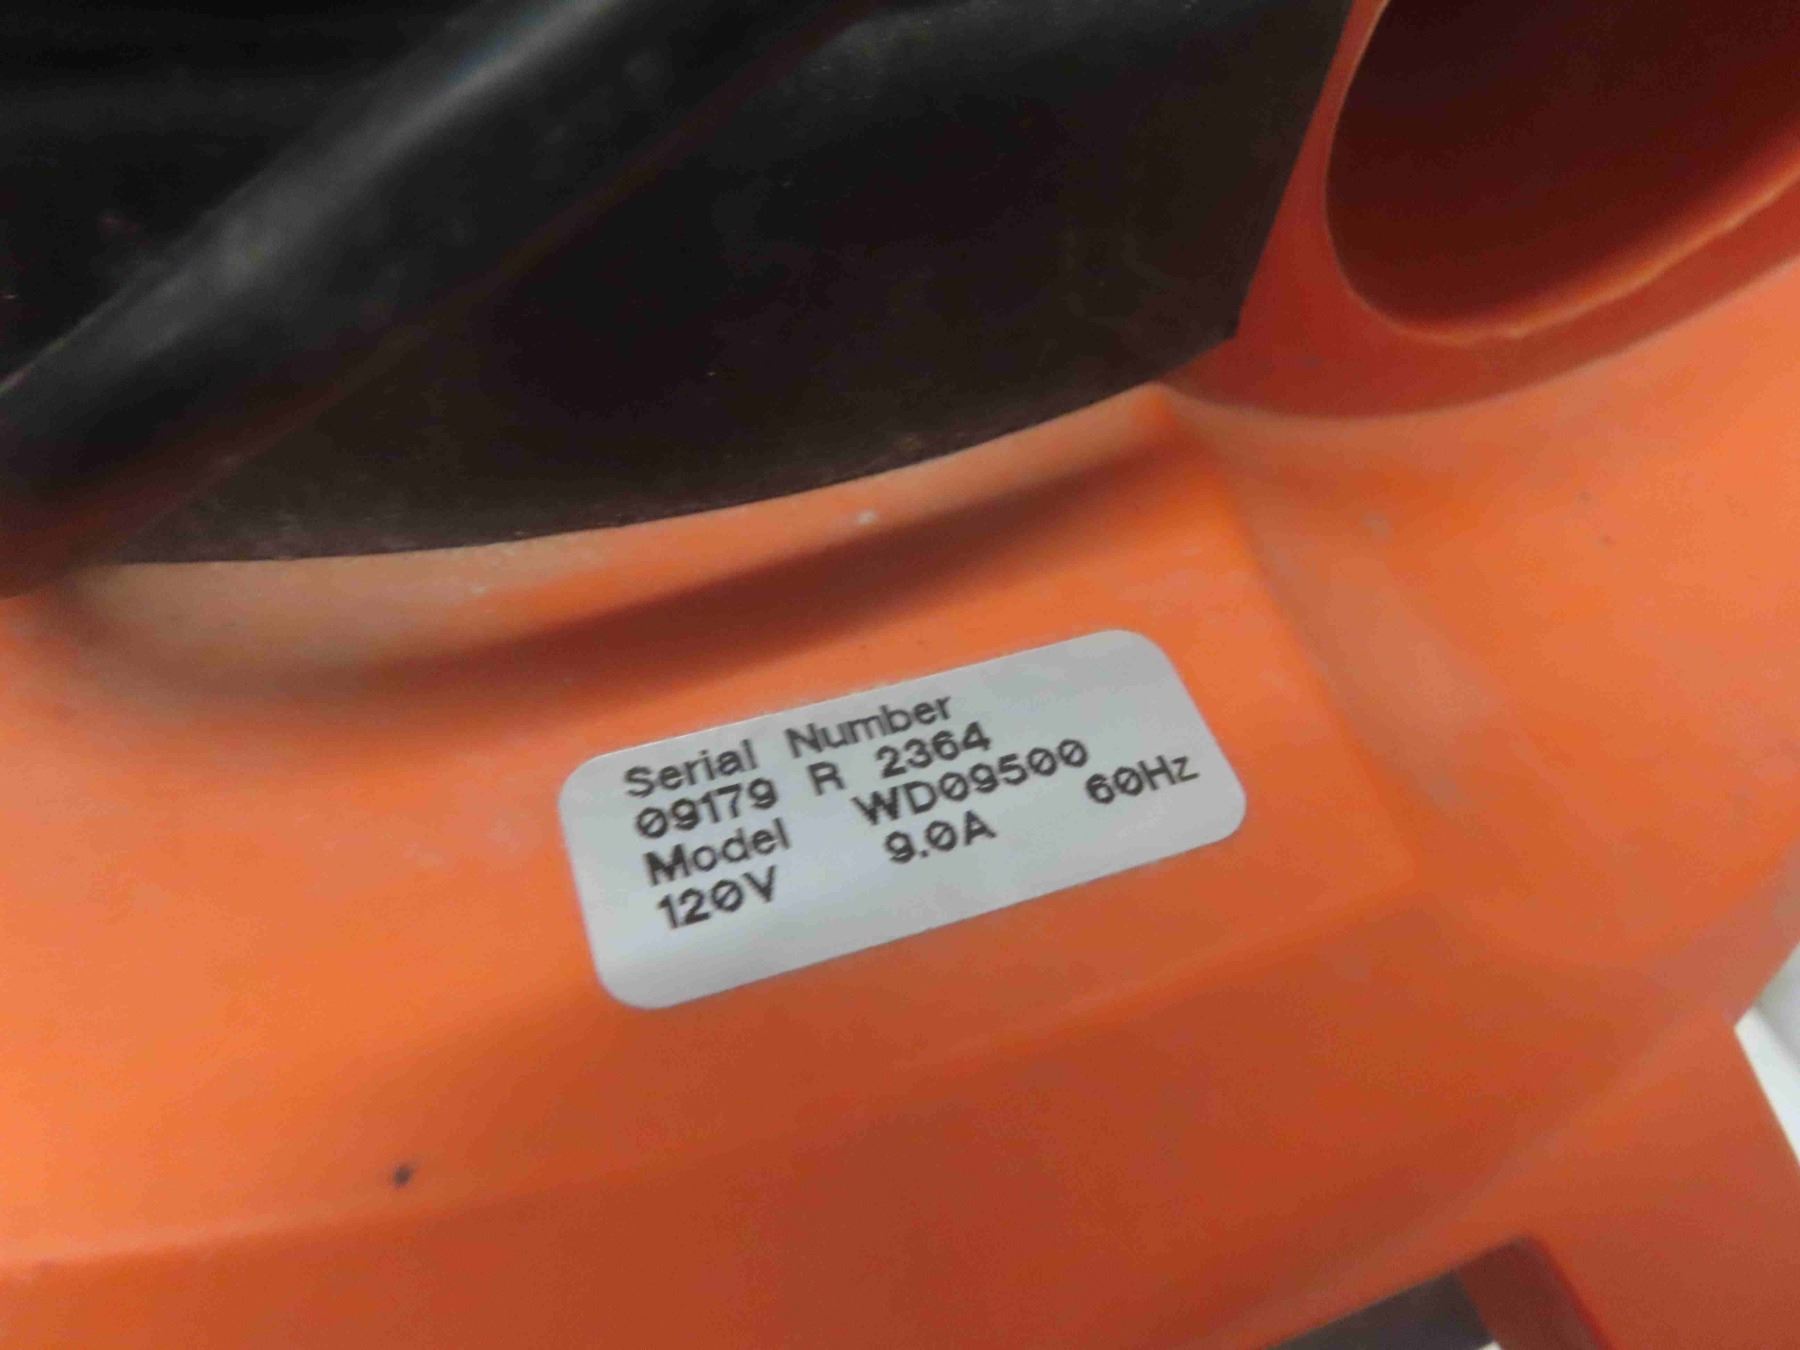 Serial Number
09179 R 2364
Model WD09500
120V 9.0A 60Hz